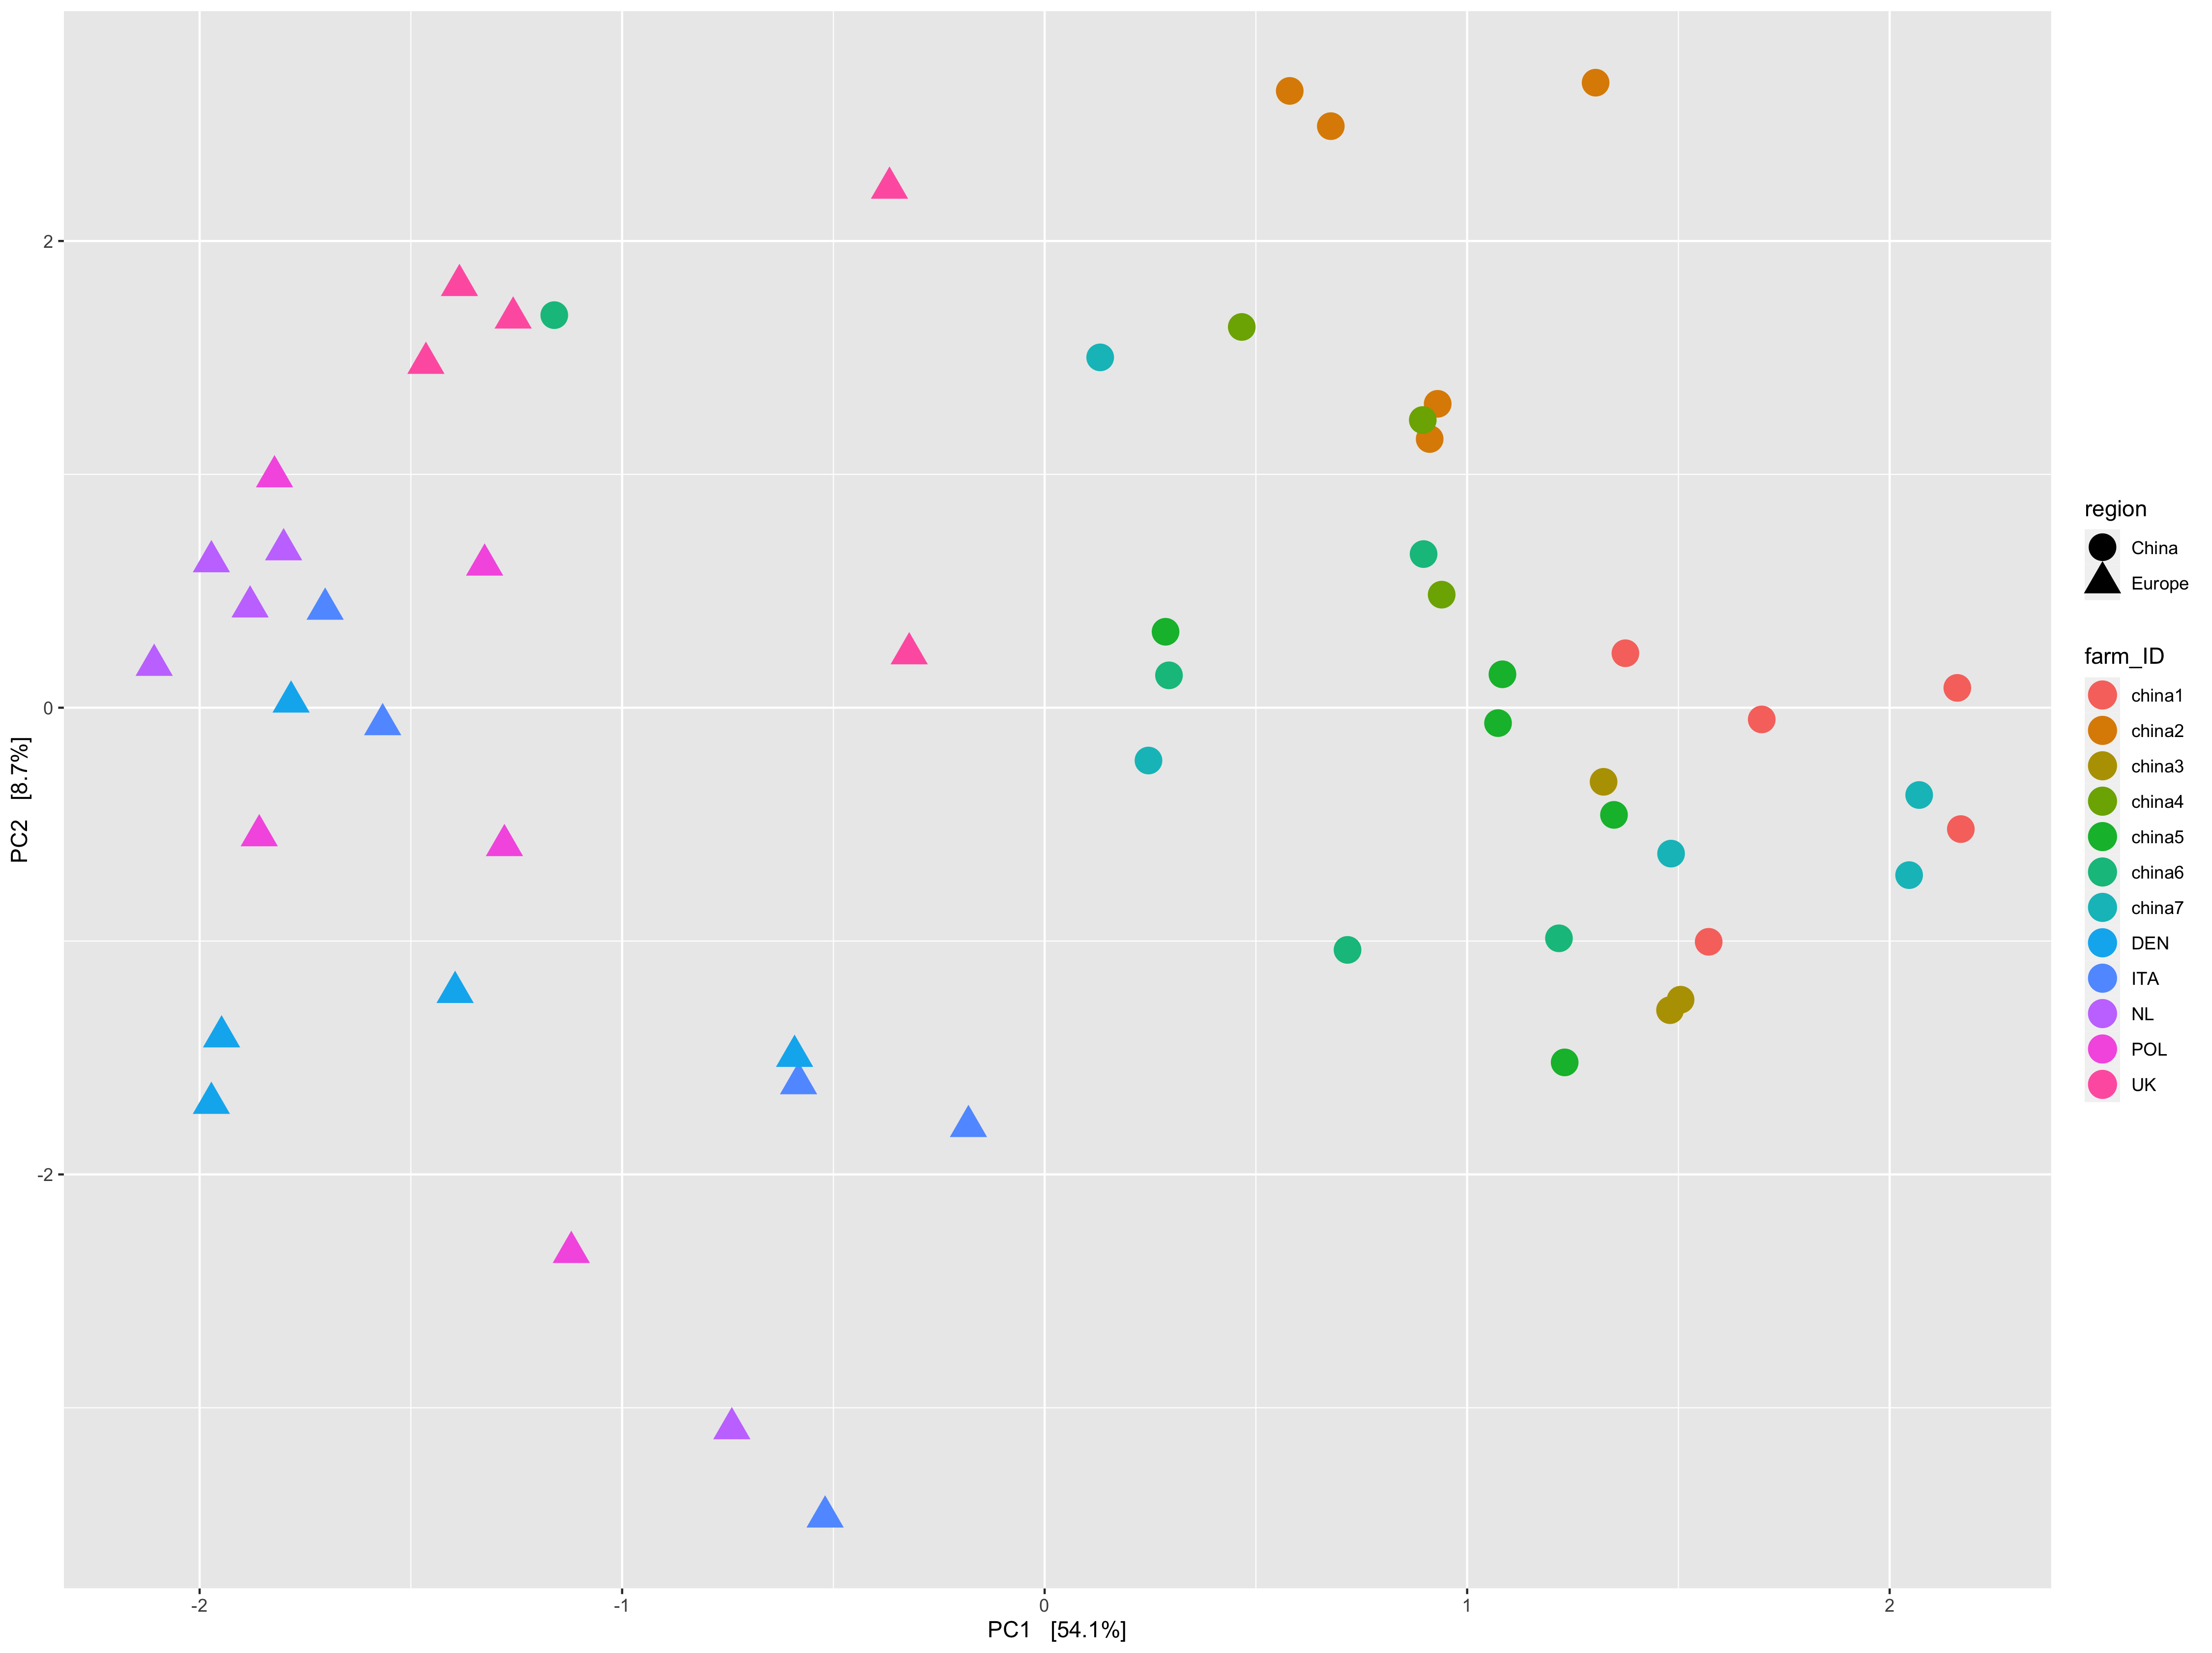 2
0
-2
PC2 [8.7%]
-2
-1
0
1
2
PC1 [54.1%]
region
China
Europe
farm_ID
china1
china2
china3
china4
china5
china6
china7
DEN
ITA
NL
POL
UK